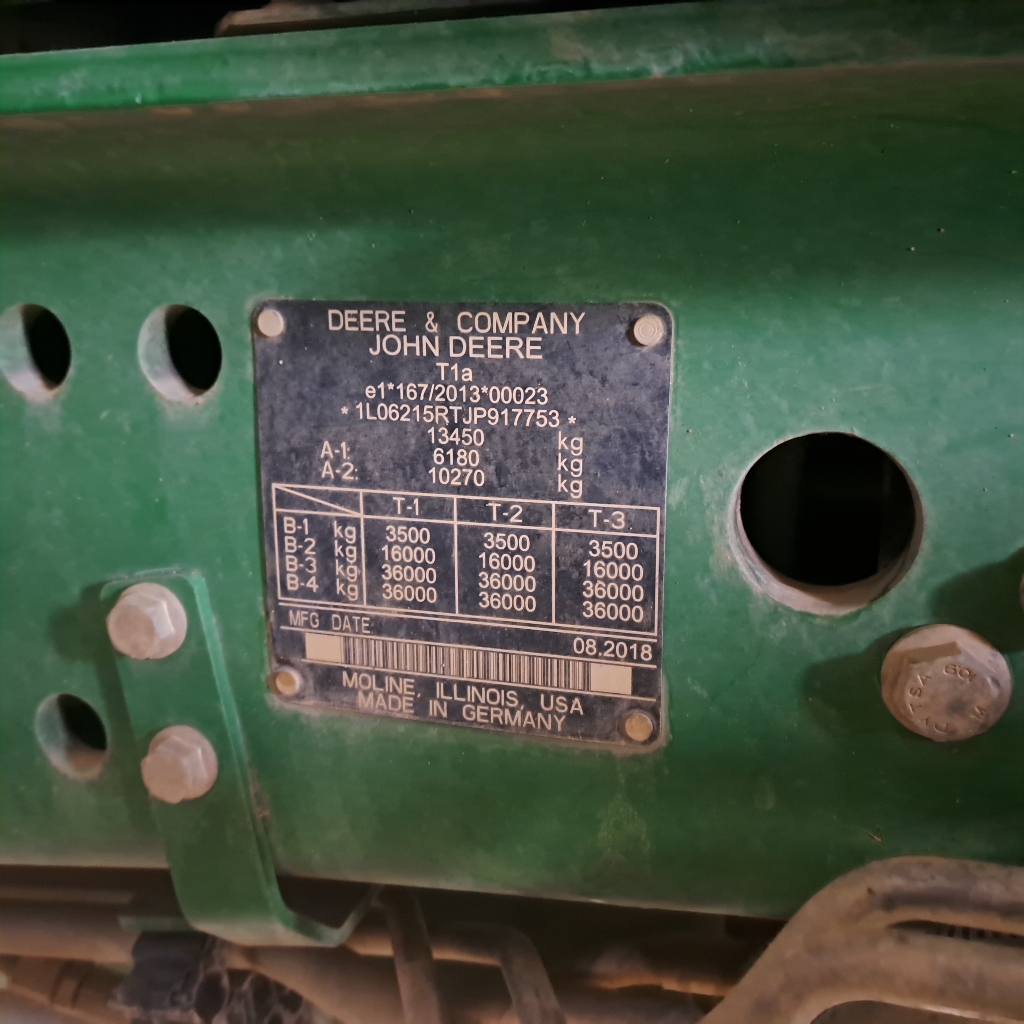 DEERE & COMPANY
JOHN DEERE
T1a
e1*167/2013*00023
* 1L06215RTJP917753 *
13450 kg
A-1: 6180 kg
A-2: 10270 kg
T-1 T-2 T-3
B-1 kg 3500 3500 3500
B-2 kg 16000 16000 16000
B-3 kg 36000 36000 36000
B-4 kg 36000 36000 36000
MFG DATE: 08.2018
MOLINE, ILLINOIS, USA
MADE IN GERMANY